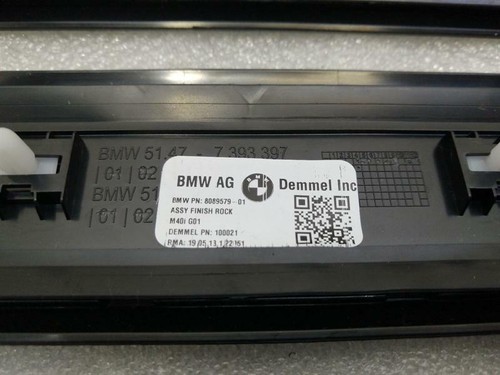 BMW 51.47 - 7 393 397
| 01 | 02
BMW 51
| 01 | 02
BMW AG Demmel Inc
BMW PN: 8089579-01
ASSY FINISH ROCK
M40i G01
DEMMEL PN: 100021
RMA: 19.05.13,1,22161